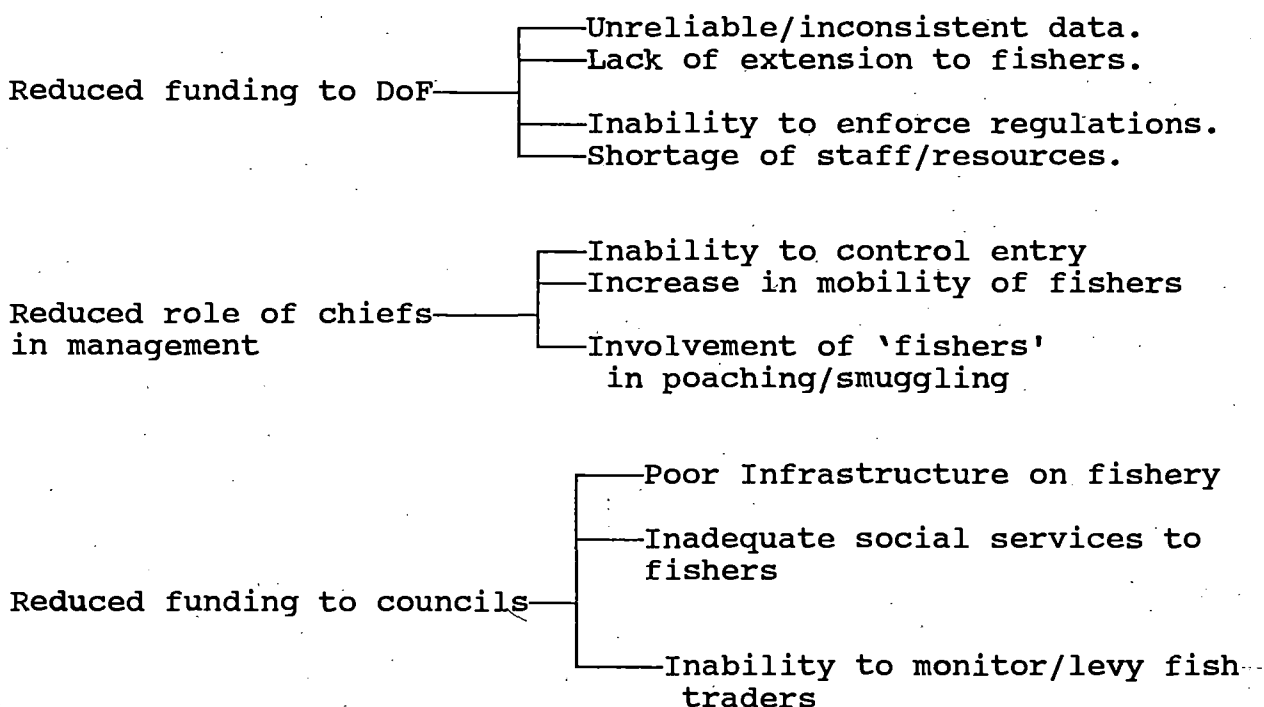 Unreliable/inconsistent data.
Lack of extension to fishers.
Reduced funding to DoF
Inability to enforce regulations.
Shortage of staff/resources.
Inability to control entry
Increase in mobility of fishers
Reduced role of chiefs
in management
Involvement of ‛fishers'
in poaching/smuggling
Poor Infrastructure on fishery
Inadequate social services to
fishers
Reduced funding to councils
Inability to monitor/levy fish
traders